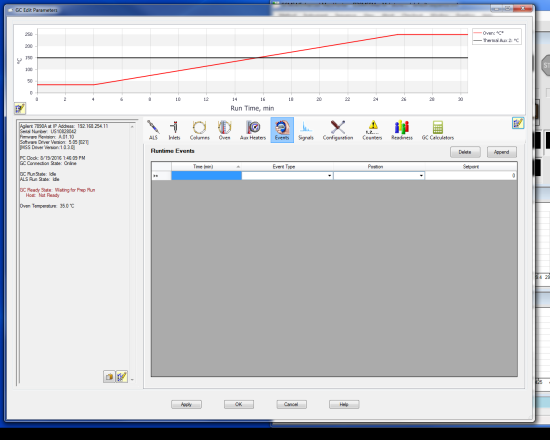 GC Edit Parameters
250
200
150
100
50
0
°C
Oven: °C*
Thermal Aux 2: °C
0 2 4 6 8 10 12 14 16 18 20 22 24 26 28 30
Run Time, min
Agilent 7890A at IP Address: 192.168.254.11
Serial Number: US10828042
Firmware Revision: A.01.10
Software Driver Version: 5.05 [021]
[NSS Driver Version:1.0.3.0]
PC Clock: 8/15/2016 1:46:09 PM
GC Connection State: Online
GC RunState: Idle
ALS Run State: Idle
GC Ready State: Waiting for Prep Run
Host: Not Ready
Oven Temperature: 35.0 °C
ALS Inlets Columns Oven Aux Heaters Events Signals Configuration Counters Readiness GC Calculators
Runtime Events
Delete Append
Time (min) Event Type Position Setpoint
0
Apply OK Cancel Help